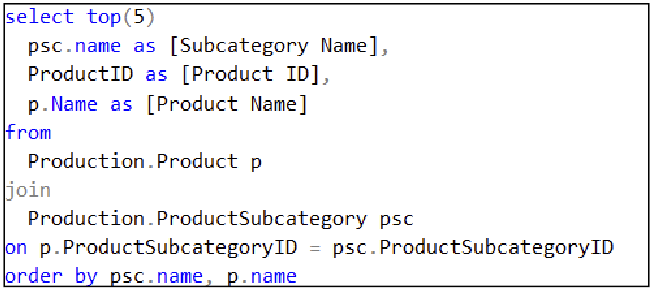 select top(5)
psc.name as [Subcategory Name],
ProductID as [Product ID],
p.Name as [Product Name]
from
Production.Product p
join
Production.ProductSubcategory psc
on p.ProductSubcategoryID = psc.ProductSubcategoryID
order by psc.name, p.name